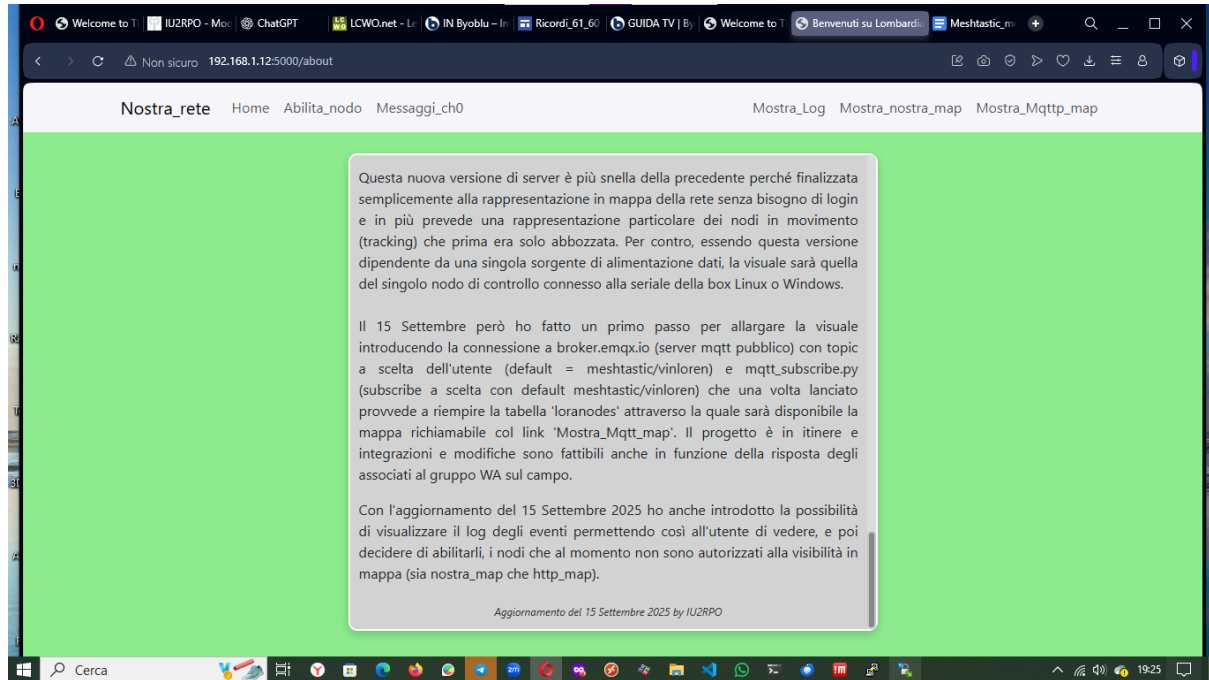 Welcome to Ti
IU2RPO - Mod
ChatGPT
LCWO.net - Le
IN Byoblu – In
Ricordi_61_60
GUIDA TV | By
Welcome to T
Benvenuti su Lombardia
Meshtastic_m
Non sicuro 192.168.1.12:5000/about
Nostra_rete Home Abilita_nodo Messaggi_ch0 Mostra_Log Mostra_nostra_map Mostra_Mqttp_map
Questa nuova versione di server è più snella della precedente perché finalizzata
semplicemente alla rappresentazione in mappa della rete senza bisogno di login
e in più prevede una rappresentazione particolare dei nodi in movimento
(tracking) che prima era solo abbozzata. Per contro, essendo questa versione
dipendente da una singola sorgente di alimentazione dati, la visuale sarà quella
del singolo nodo di controllo connesso alla seriale della box Linux o Windows.
Il 15 Settembre però ho fatto un primo passo per allargare la visuale
introducendo la connessione a broker.emqx.io (server mqtt pubblico) con topic
a scelta dell'utente (default = meshtastic/vinloren) e mqtt_subscribe.py
(subscribe a scelta con default meshtastic/vinloren) che una volta lanciato
provvede a riempire la tabella 'loranodes' attraverso la quale sarà disponibile la
mappa richiamabile col link 'Mostra_Mqtt_map'. Il progetto è in itinere e
integrazioni e modifiche sono fattibili anche in funzione della risposta degli
associati al gruppo WA sul campo.
Con l'aggiornamento del 15 Settembre 2025 ho anche introdotto la possibilità
di visualizzare il log degli eventi permettendo così all'utente di vedere, e poi
decidere di abilitarli, i nodi che al momento non sono autorizzati alla visibilità in
mappa (sia nostra_map che http_map).
Aggiornamento del 15 Settembre 2025 by IU2RPO
Cerca
19:25